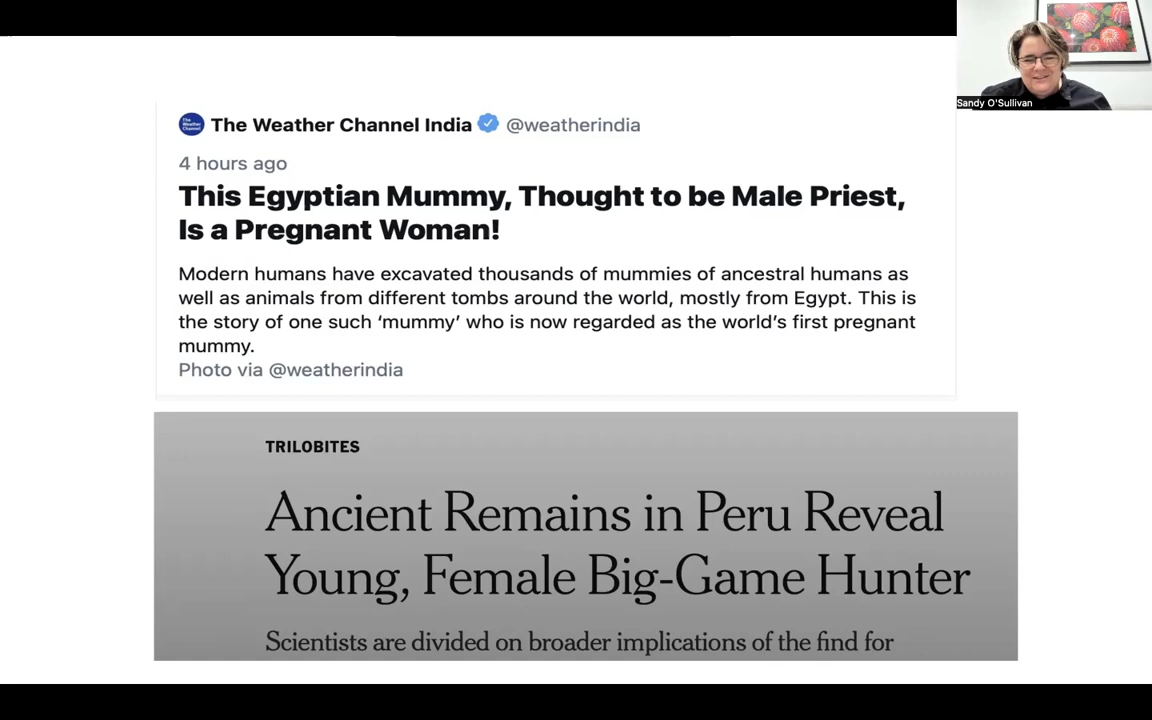 The Weather Channel India @weatherindia
4 hours ago
This Egyptian Mummy, Thought to be Male Priest,
Is a Pregnant Woman!
Modern humans have excavated thousands of mummies of ancestral humans as
well as animals from different tombs around the world, mostly from Egypt. This is
the story of one such ‘mummy’ who is now regarded as the world’s first pregnant
mummy.
Photo via @weatherindia
TRILOBITES
Ancient Remains in Peru Reveal
Young, Female Big-Game Hunter
Scientists are divided on broader implications of the find for
Sandy O'Sullivan